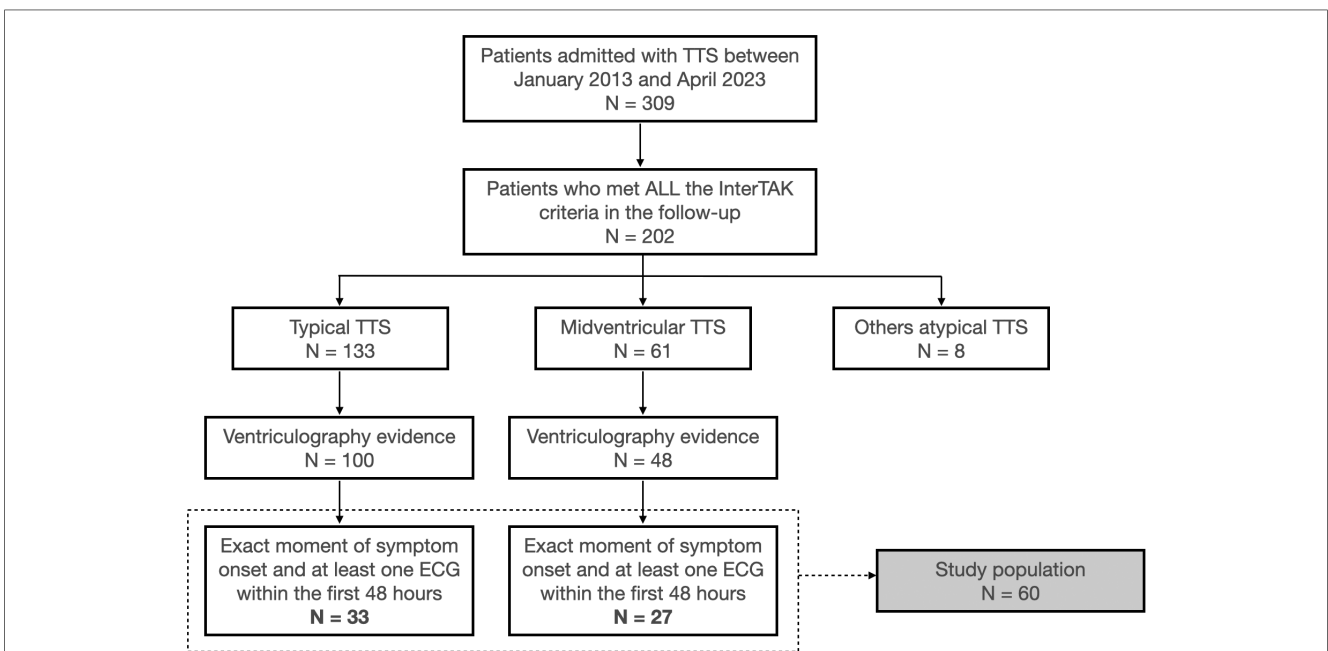 Patients admitted with TTS between
January 2013 and April 2023
N = 309
Patients who met ALL the InterTAK
criteria in the follow-up
N = 202
Typical TTS
N = 133
Midventricular TTS
N = 61
Others atypical TTS
N = 8
Ventriculography evidence
N = 100
Ventriculography evidence
N = 48
Exact moment of symptom
onset and at least one ECG
within the first 48 hours
N = 33
Exact moment of symptom
onset and at least one ECG
within the first 48 hours
N = 27
Study population
N = 60